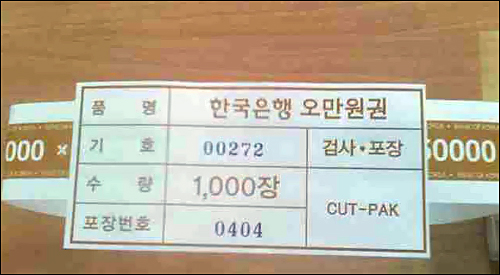 품 명 한국은행 오만원권
기 호 00272 검사·포장
수 량 1,000장 CUT-PAK
포장번호 0404
000 ×
50000